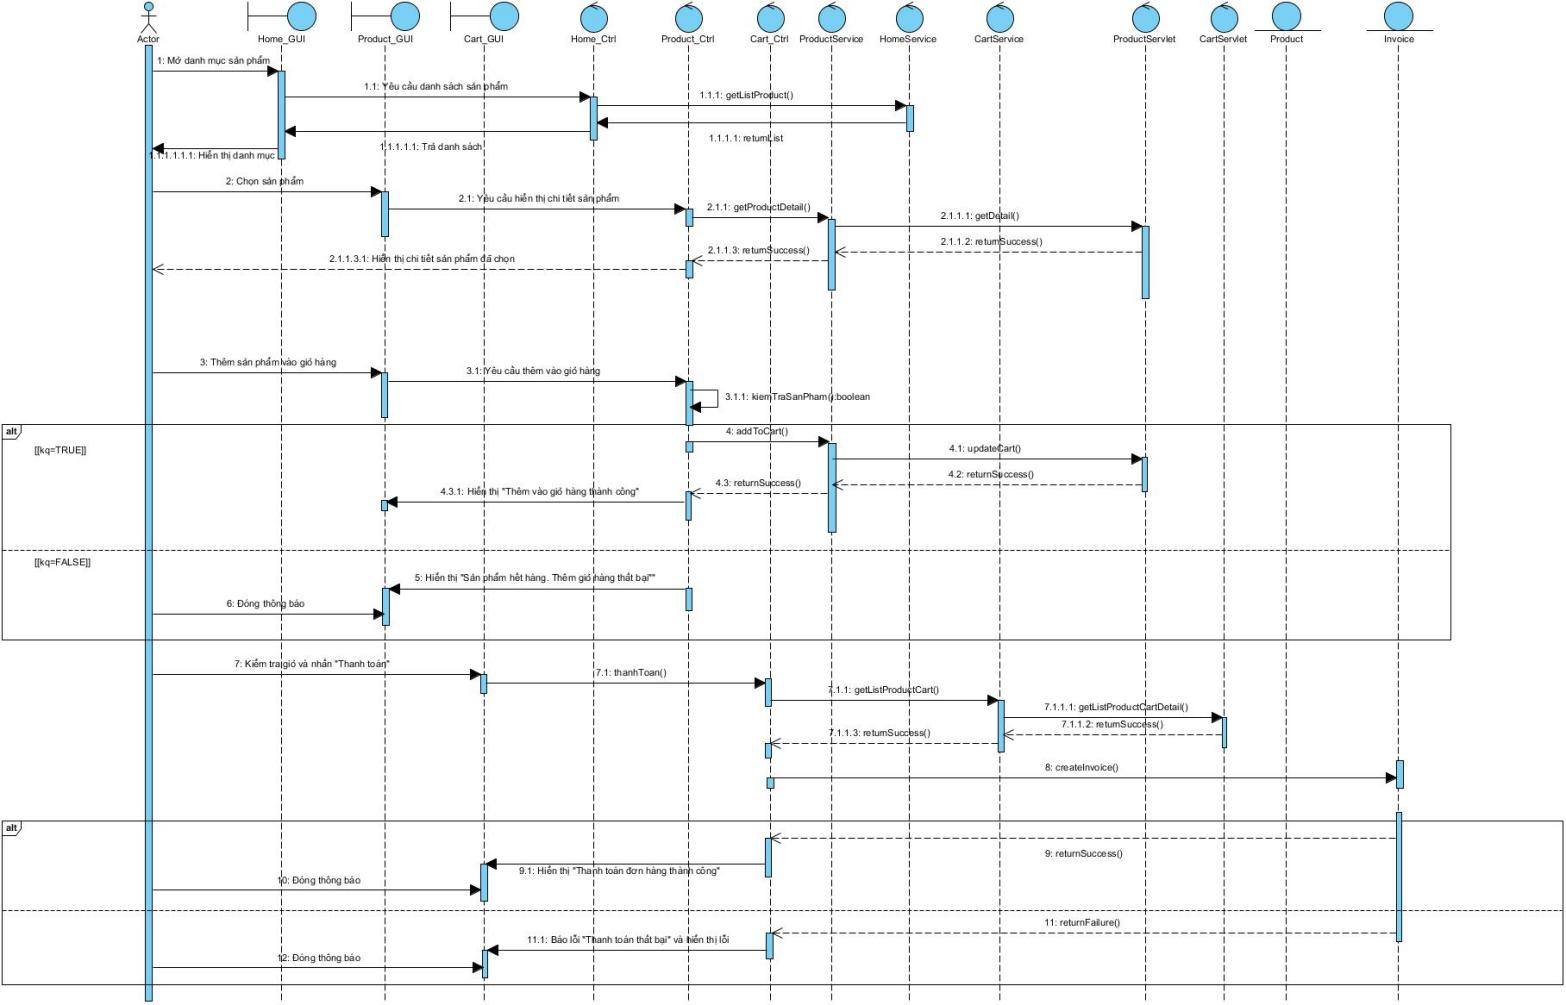 Actor
Home_GUI
Product_GUI
Cart_GUI
Home_Ctrl
Product_Ctrl
Cart_Ctrl
ProductService
HomeService
CartService
ProductServlet
CartServlet
Product
Invoice
1: Mở danh mục sản phẩm
1.1: Yêu cầu danh sách sản phẩm
1.1.1: getListProduct()
1.1.1.1: returnList
1.1.1.1.1: Trả danh sách
1.1.1.1.1.1: Hiển thị danh mục
2: Chọn sản phẩm
2.1: Yêu cầu hiển thị chi tiết sản phẩm
2.1.1: getProductDetail()
2.1.1.1: getDetail()
2.1.1.2: returnSuccess()
2.1.1.3: returnSuccess()
2.1.1.3.1: Hiển thị chi tiết sản phẩm đã chọn
3: Thêm sản phẩm vào giỏ hàng
3.1: Yêu cầu thêm vào giỏ hàng
3.1.1: kiemTraSanPham():boolean
alt
[[kq=TRUE]]
4: addToCart()
4.1: updateCart()
4.2: returnSuccess()
4.3: returnSuccess()
4.3.1: Hiển thị "Thêm vào giỏ hàng thành công"
[[kq=FALSE]]
5: Hiển thị "Sản phẩm hết hàng. Thêm giỏ hàng thất bại""
6: Đóng thông báo
7: Kiểm tra giỏ và nhấn "Thanh toán"
7.1: thanhToan()
7.1.1: getListProductCart()
7.1.1.1: getListProductCartDetail()
7.1.1.2: returnSuccess()
7.1.1.3: returnSuccess()
8: createInvoice()
alt
9: returnSuccess()
9.1: Hiển thị "Thanh toán đơn hàng thành công"
10: Đóng thông báo
11: returnFailure()
11.1: Báo lỗi "Thanh toán thất bại" và hiển thị lỗi
12: Đóng thông báo